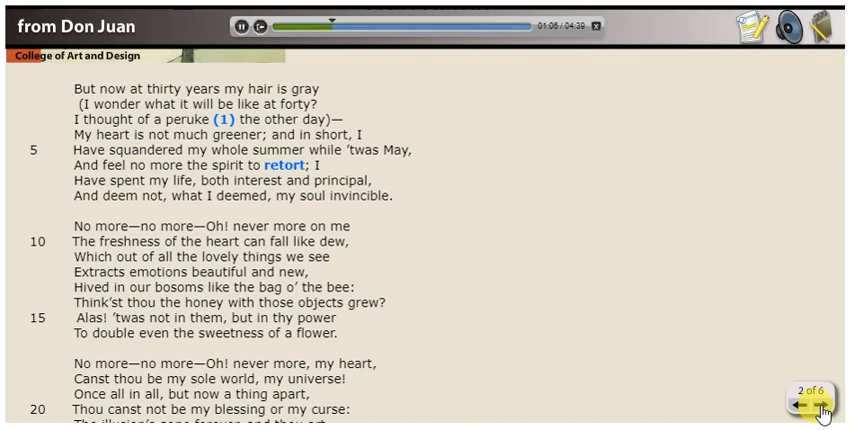 from Don Juan
01:06 / 04:39
College of Art and Design
But now at thirty years my hair is gray
(I wonder what it will be like at forty?
I thought of a peruke (1) the other day)—
My heart is not much greener; and in short, I
5 Have squandered my whole summer while ’twas May,
And feel no more the spirit to retort; I
Have spent my life, both interest and principal,
And deem not, what I deemed, my soul invincible.
No more—no more—Oh! never more on me
10 The freshness of the heart can fall like dew,
Which out of all the lovely things we see
Extracts emotions beautiful and new,
Hived in our bosoms like the bag o’ the bee:
Think’st thou the honey with those objects grew?
15 Alas! ’twas not in them, but in thy power
To double even the sweetness of a flower.
No more—no more—Oh! never more, my heart,
Canst thou be my sole world, my universe!
Once all in all, but now a thing apart,
20 Thou canst not be my blessing or my curse:
The illusion’s gone forever, and thou art
2 of 6